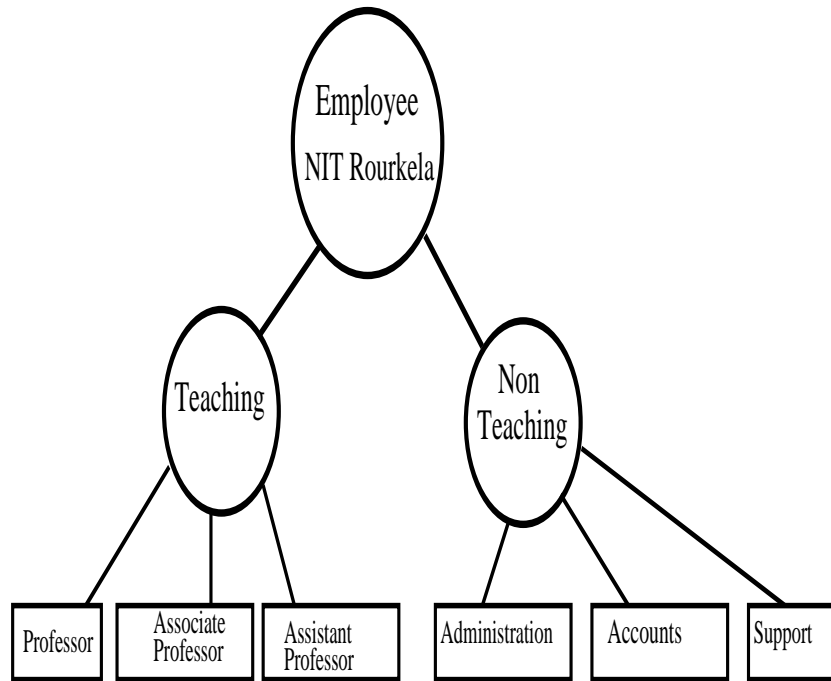 Employee
NIT Rourkela
Teaching
Non
Teaching
Professor
Associate
Professor
Assistant
Professor
Administration
Accounts
Support